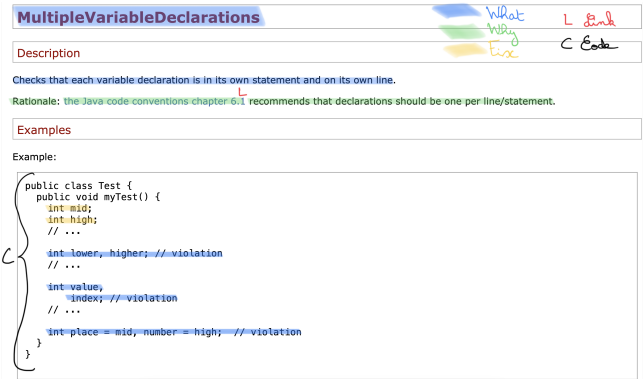 MultipleVariableDeclarations
What
Why
Fix
L Link
C Code
Description
Checks that each variable declaration is in its own statement and on its own line.
L
Rationale: the Java code conventions chapter 6.1 recommends that declarations should be one per line/statement.
Examples
Example:
C
public class Test {
public void myTest() {
int mid;
int high;
// ...
int lower, higher; // violation
// ...
int value,
index; // violation
// ...
int place = mid, number = high;  // violation
}
}